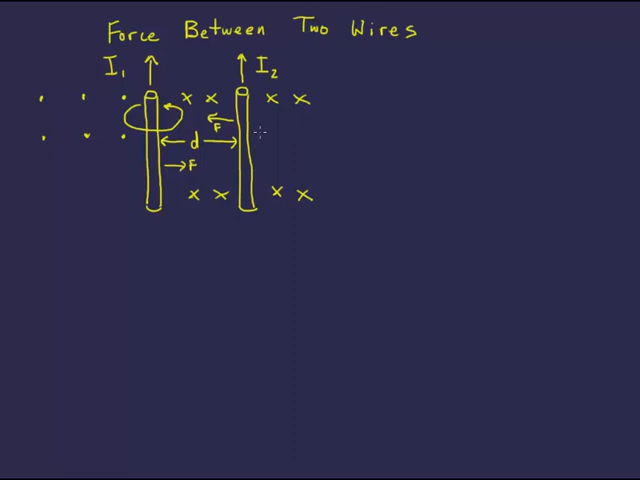 Force Between Two Wires
I₁ I₂
. . . x x x x
F
. . . d
F
x x x x